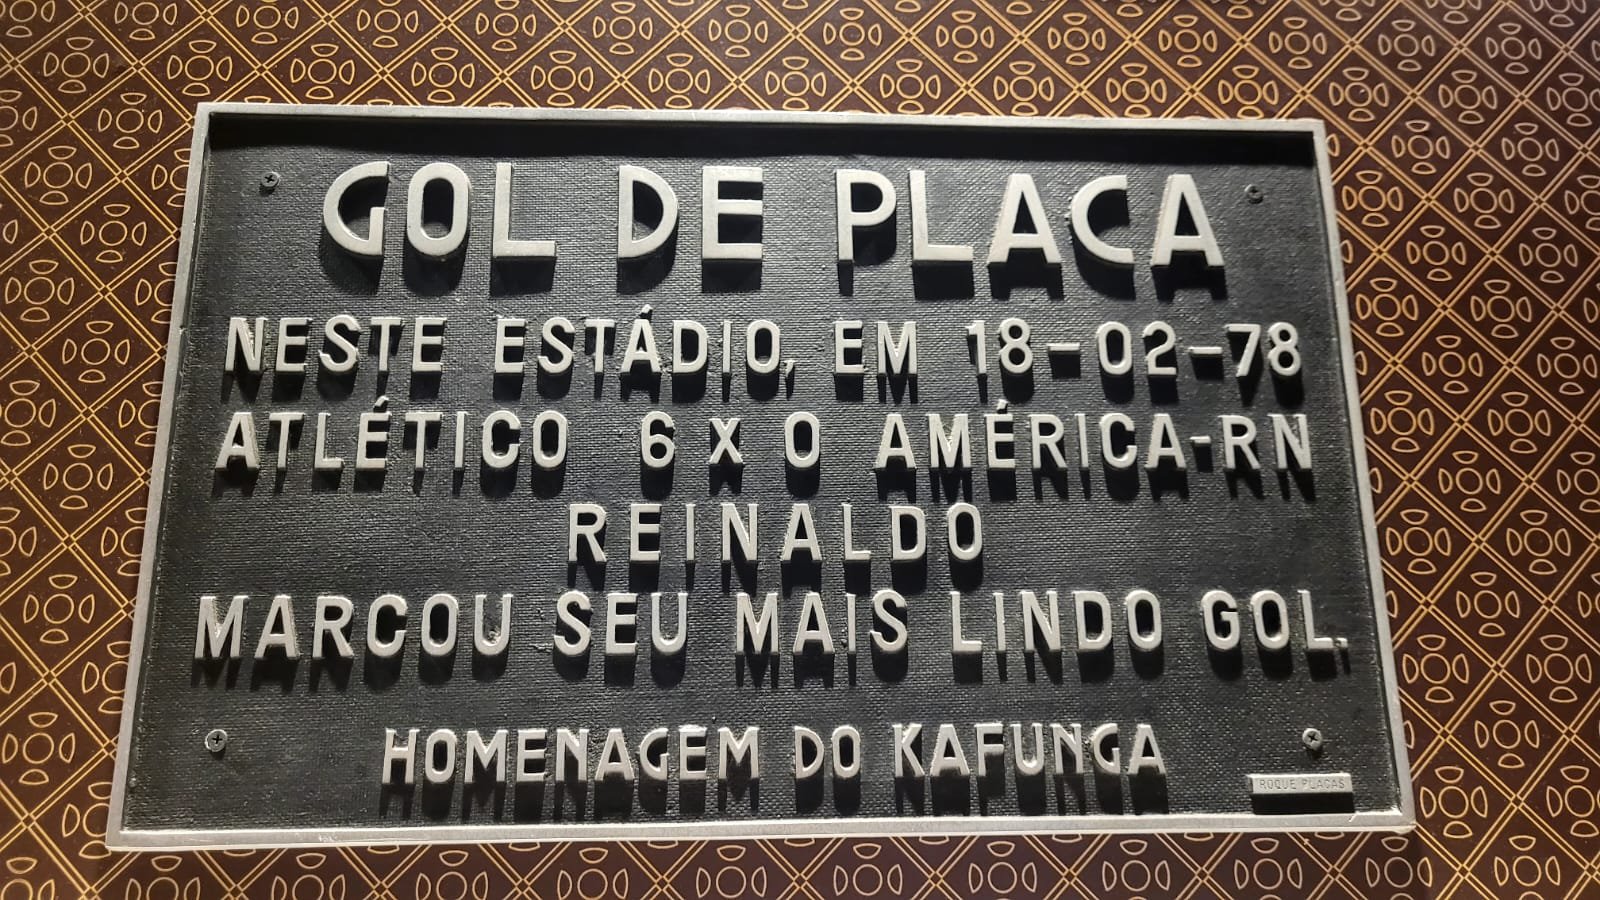 GOL DE PLACA
NESTE ESTÁDIO, EM 18-02-78
ATLÉTICO 6 X 0 AMÉRICA-RN
REINALDO
MARCOU SEU MAIS LINDO GOL.
HOMENAGEM DO KAFUNGA
ROQUE PLACAS